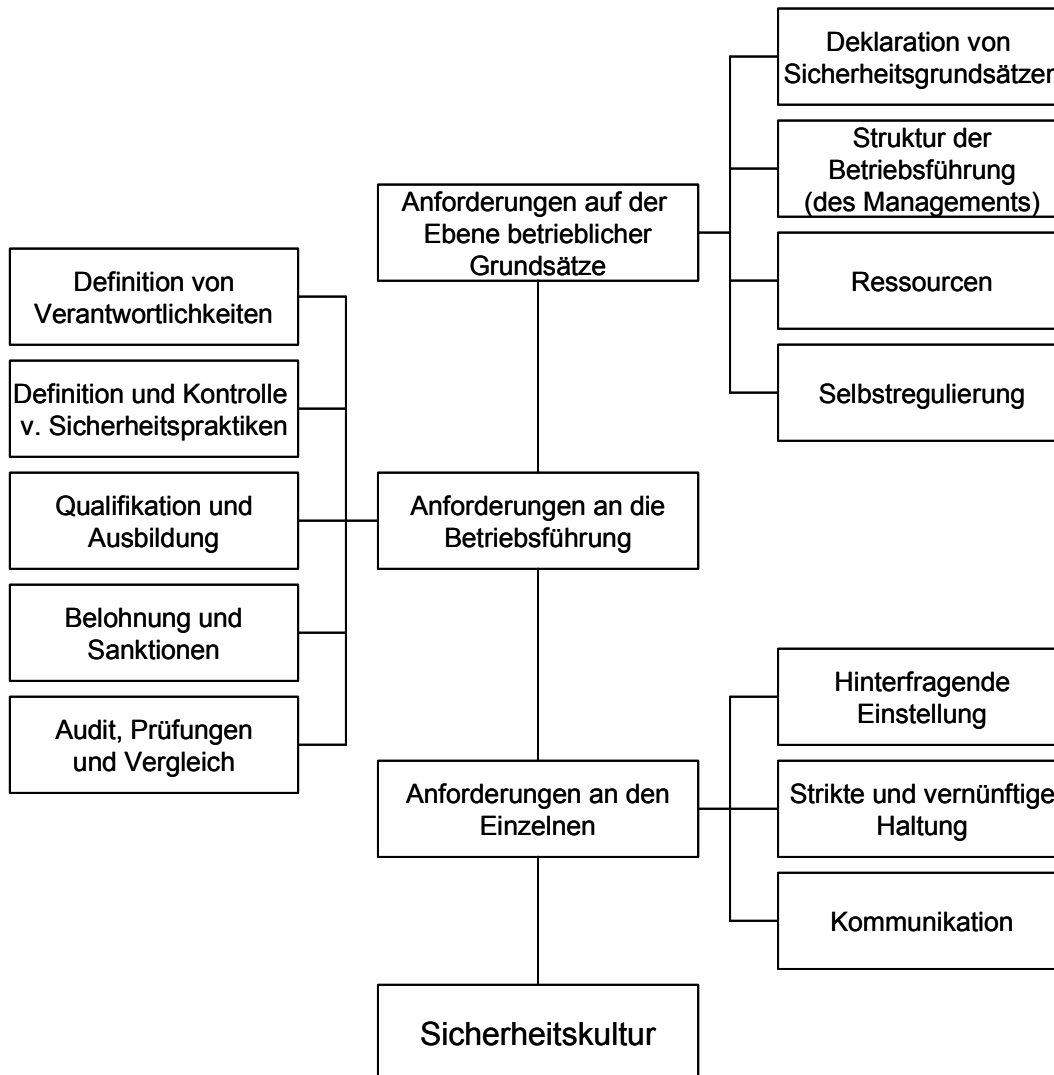 Deklaration von
Sicherheitsgrundsätzen
Struktur der
Betriebsführung
(des Managements)
Ressourcen
Selbstregulierung
Anforderungen auf der
Ebene betrieblicher
Grundsätze
Definition von
Verantwortlichkeiten
Definition und Kontrolle
v. Sicherheitspraktiken
Qualifikation und
Ausbildung
Belohnung und
Sanktionen
Audit, Prüfungen
und Vergleich
Anforderungen an die
Betriebsführung
Anforderungen an den
Einzelnen
Hinterfragende
Einstellung
Strikte und vernünftige
Haltung
Kommunikation
Sicherheitskultur